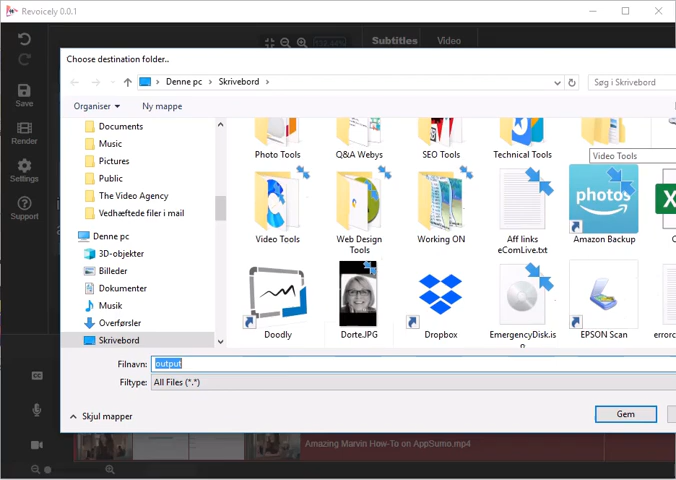 Revoicely 0.0.1
Subtitles
Video
Choose destination folder..
Denne pc
Skrivebord
Søg i Skrivebord
Organiser
Ny mappe
Save
Render
Settings
Support
Documents
Music
Pictures
Public
The Video Agency
Vedhæftede filer i mail
Denne pc
3D-objekter
Billeder
Dokumenter
Musik
Overførsler
Skrivebord
Photo Tools
Q&A Webys
SEO Tools
Technical Tools
Video Tools
Video Tools
Web Design
Tools
Working ON
Aff links
eComLive.txt
photos
Amazon Backup
Doodly
Dorte.JPG
Dropbox
EmergencyDisk.is
EPSON Scan
errorc
Filnavn:
output
Filtype:
All Files (*.*)
Skjul mapper
Gem
Amazing Marvin How-To on AppSumo.mp4